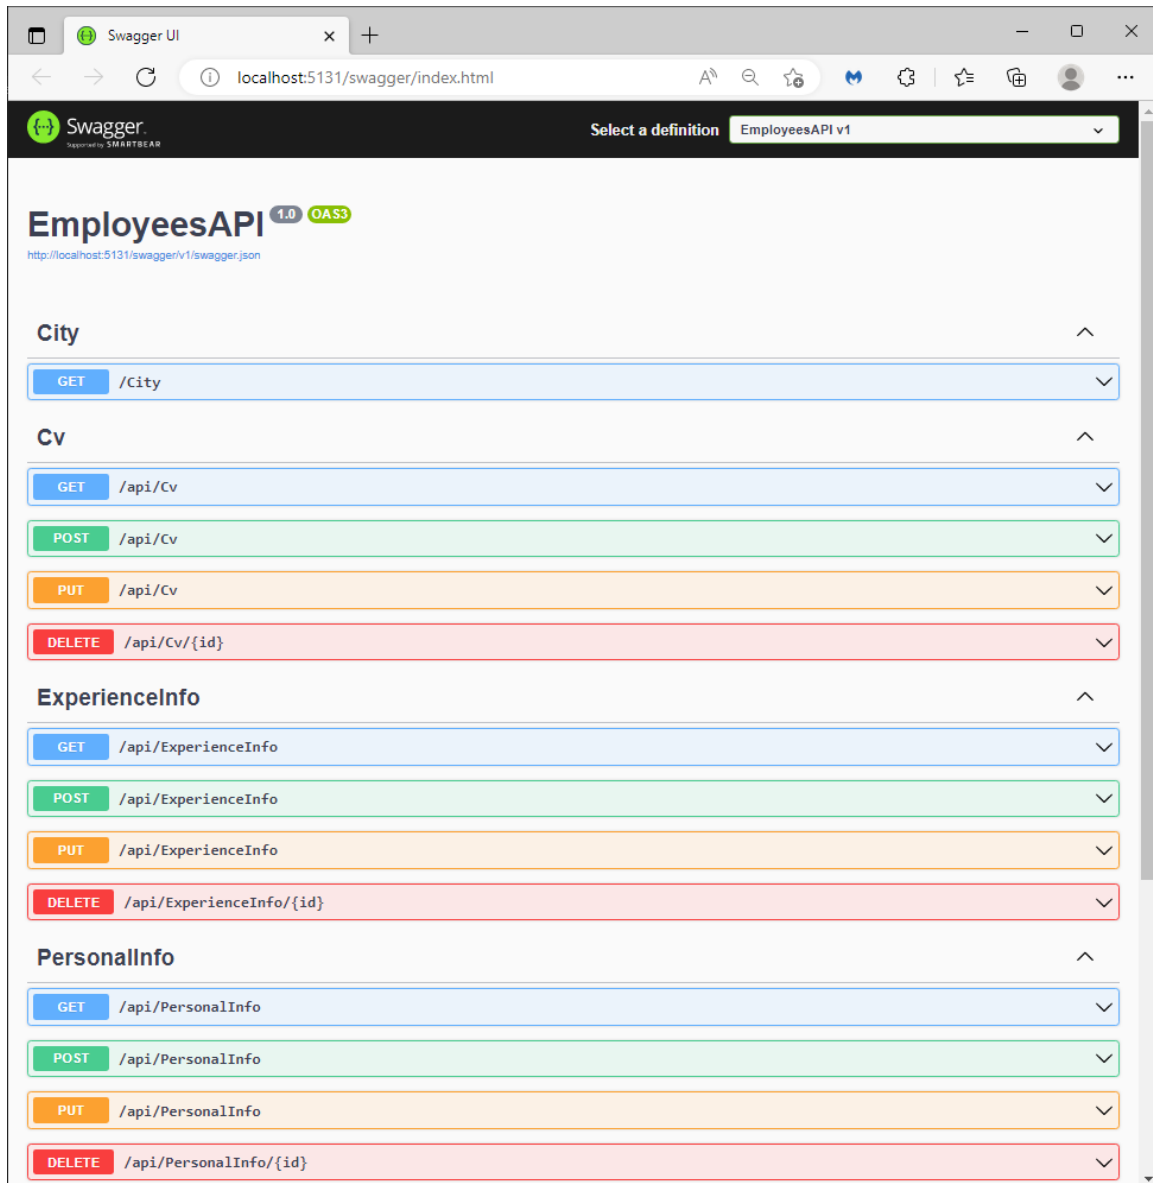 Swagger UI
localhost:5131/swagger/index.html
Swagger.
Supported by SMARTBEAR
Select a definition EmployeesAPI v1
EmployeesAPI 1.0 OAS3
http://localhost:5131/swagger/v1/swagger.json
City
GET /City
Cv
GET /api/Cv
POST /api/Cv
PUT /api/Cv
DELETE /api/Cv/{id}
ExperienceInfo
GET /api/ExperienceInfo
POST /api/ExperienceInfo
PUT /api/ExperienceInfo
DELETE /api/ExperienceInfo/{id}
PersonalInfo
GET /api/PersonalInfo
POST /api/PersonalInfo
PUT /api/PersonalInfo
DELETE /api/PersonalInfo/{id}